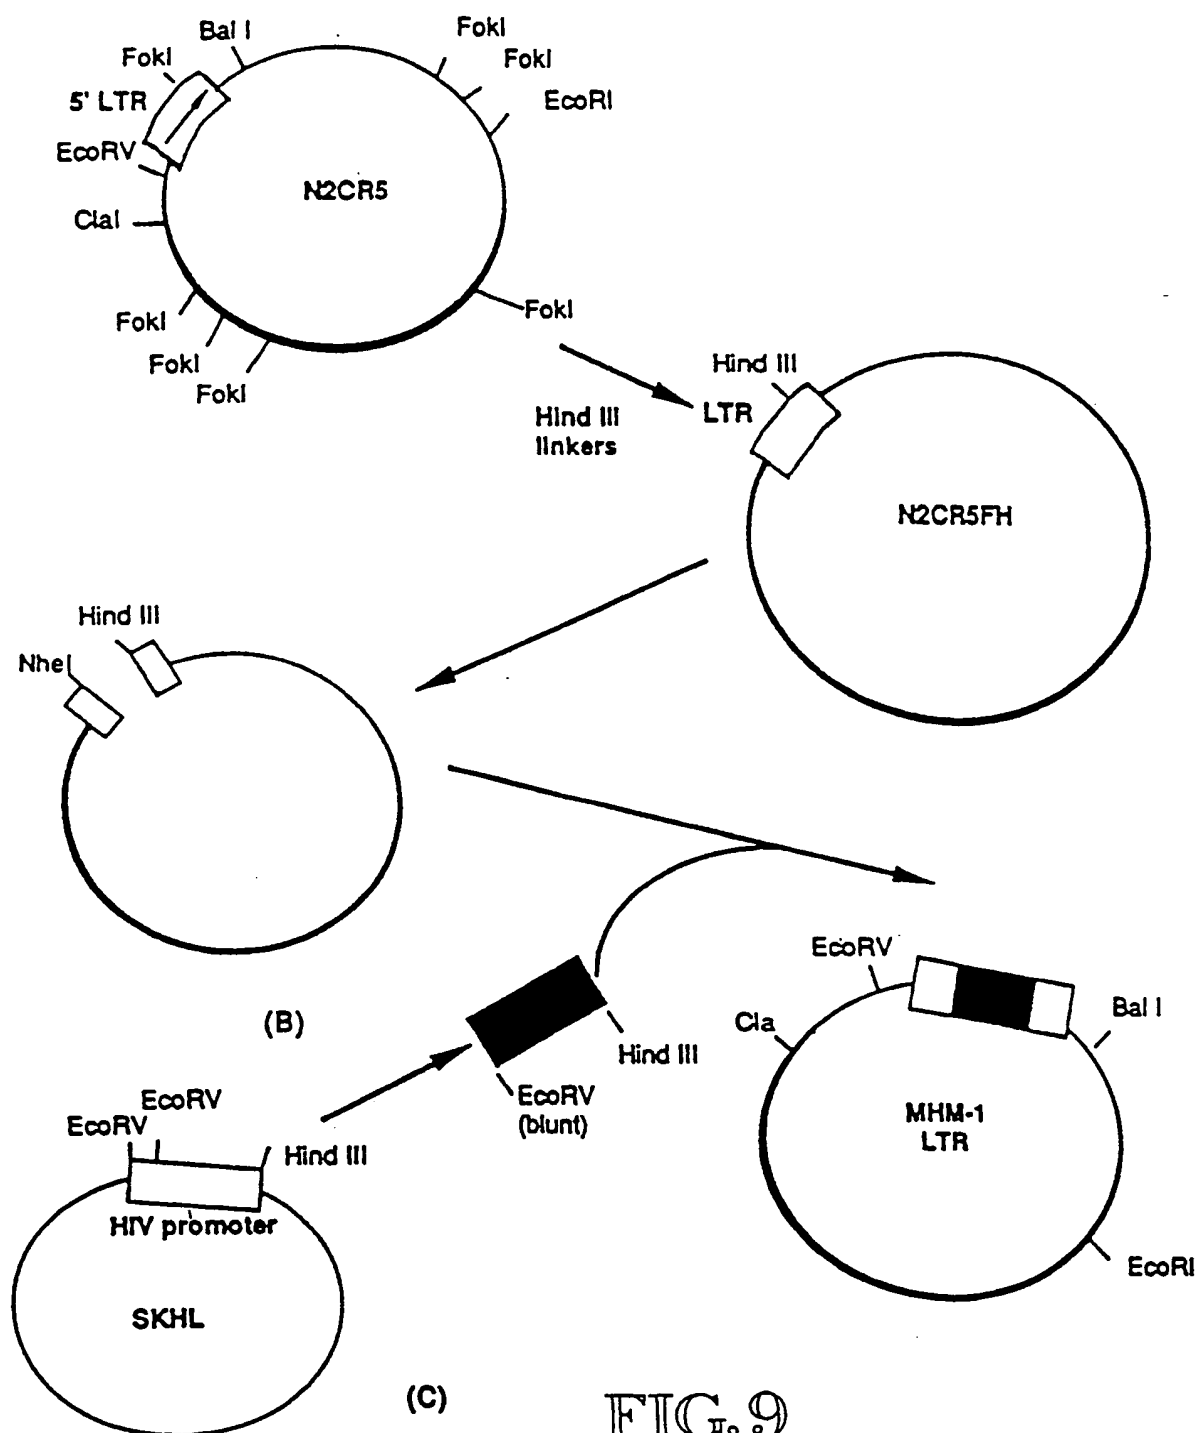 Bal I
FokI
FokI
FokI
5' LTR
EcoRI
EcoRV
N2CR5
ClaI
FokI
FokI
FokI
FokI
Hind III
LTR
Hind III
linkers
N2CR5FH
Hind III
NheI
EcoRV
Bal I
Cla
(B)
Hind III
EcoRV
(blunt)
EcoRV
EcoRV
Hind III
MHM-1
LTR
HIV promoter
EcoRI
SKHL
(C)
FIG. 9